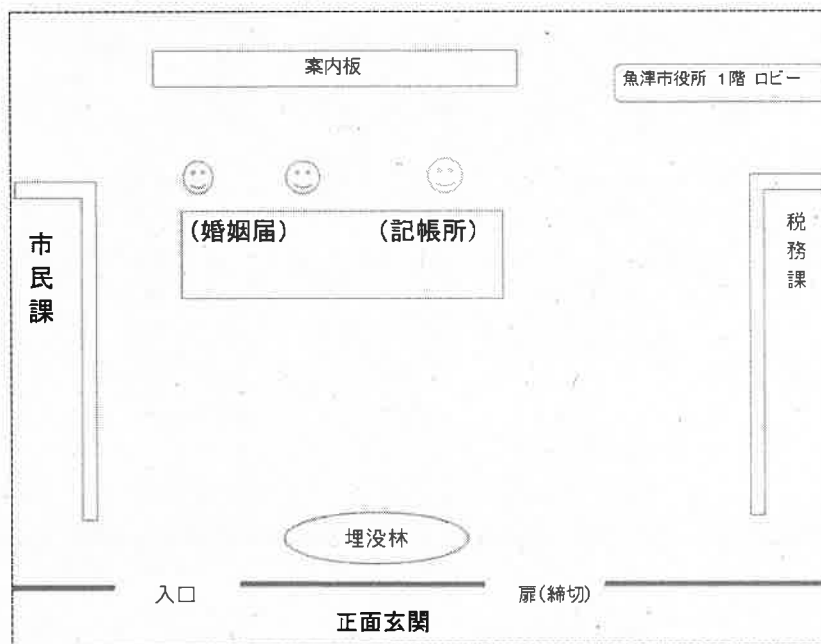 案内板
魚津市役所 1階 ロビー
(婚姻届) (記帳所)
市民課
税務課
埋没林
入口
扉(締切)
正面玄関